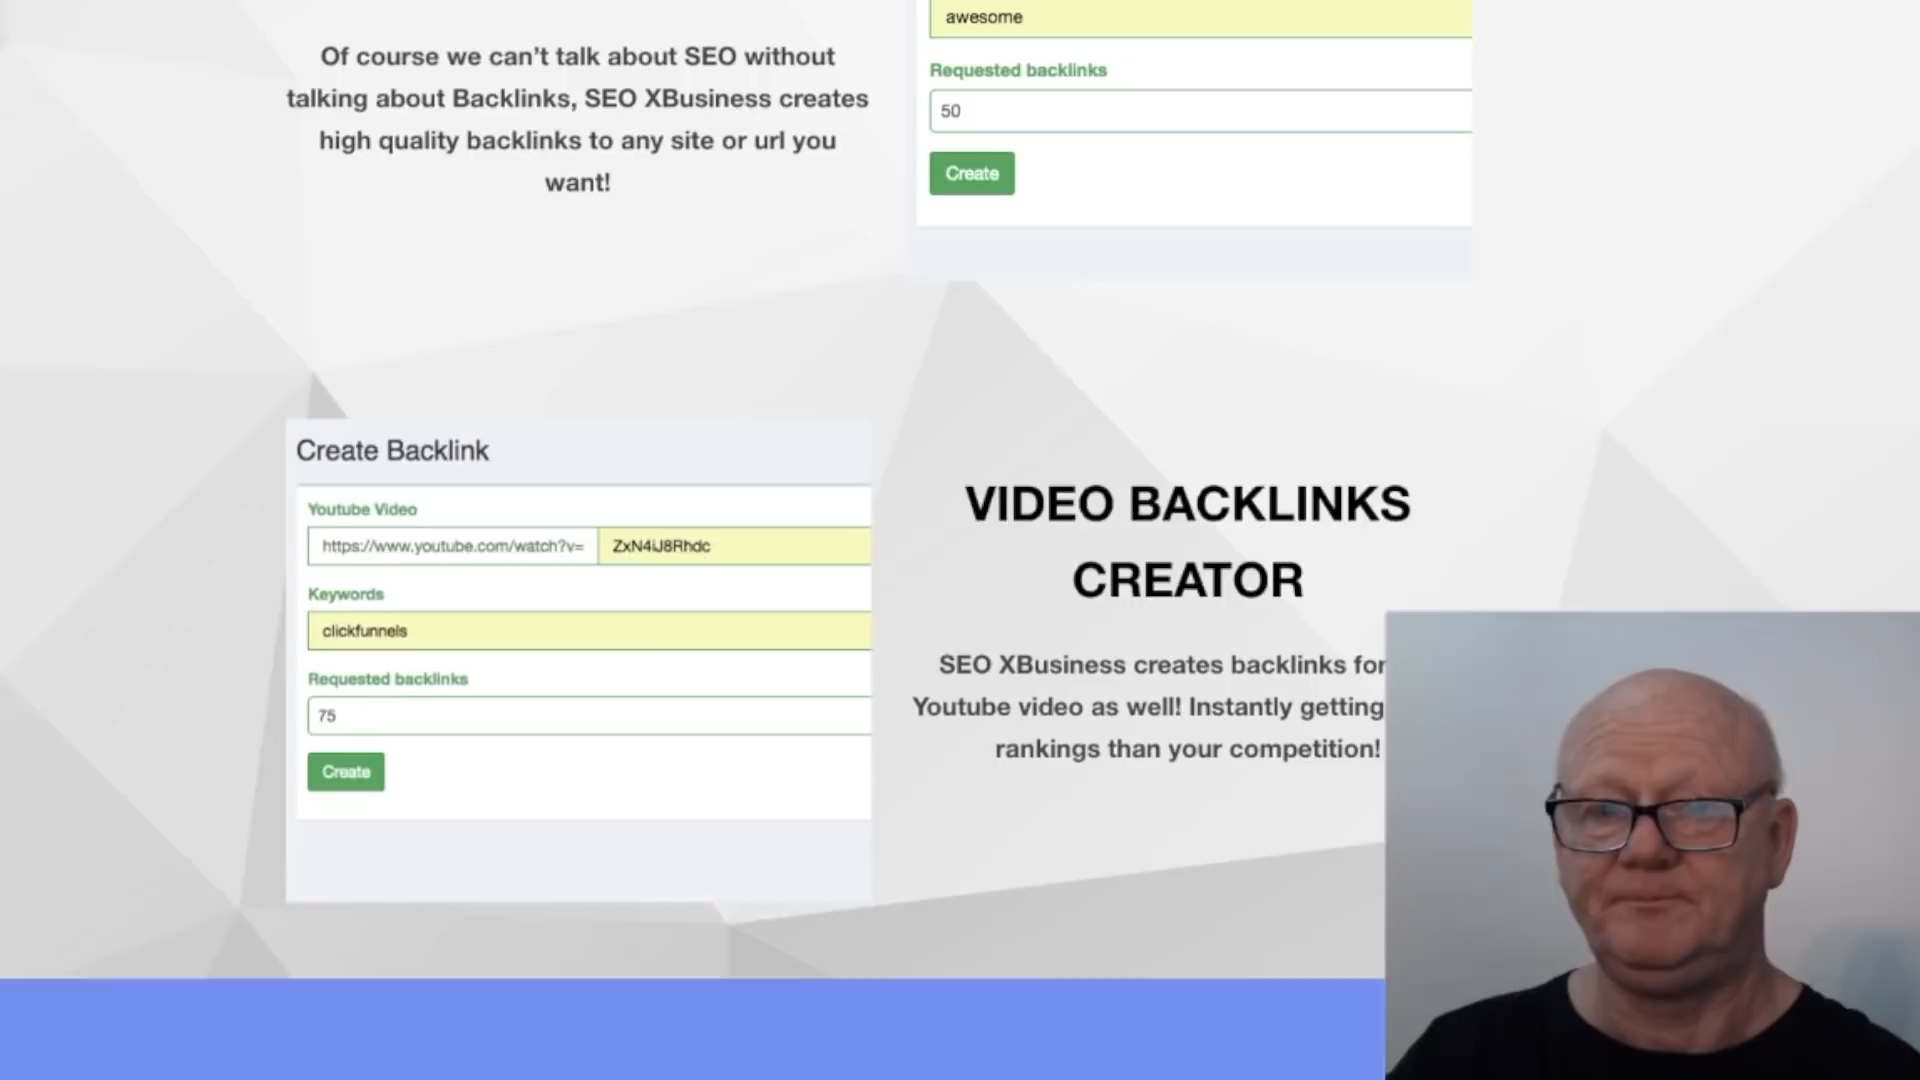 awesome
Of course we can't talk about SEO without
talking about Backlinks, SEO XBusiness creates
high quality backlinks to any site or url you
want!
Requested backlinks
50
Create
Create Backlink
Youtube Video
https://www.youtube.com/watch?v= ZxN4iJ8Rhdc
Keywords
clickfunnels
Requested backlinks
75
Create
VIDEO BACKLINKS
CREATOR
SEO XBusiness creates backlinks for
Youtube video as well! Instantly getting
rankings than your competition!